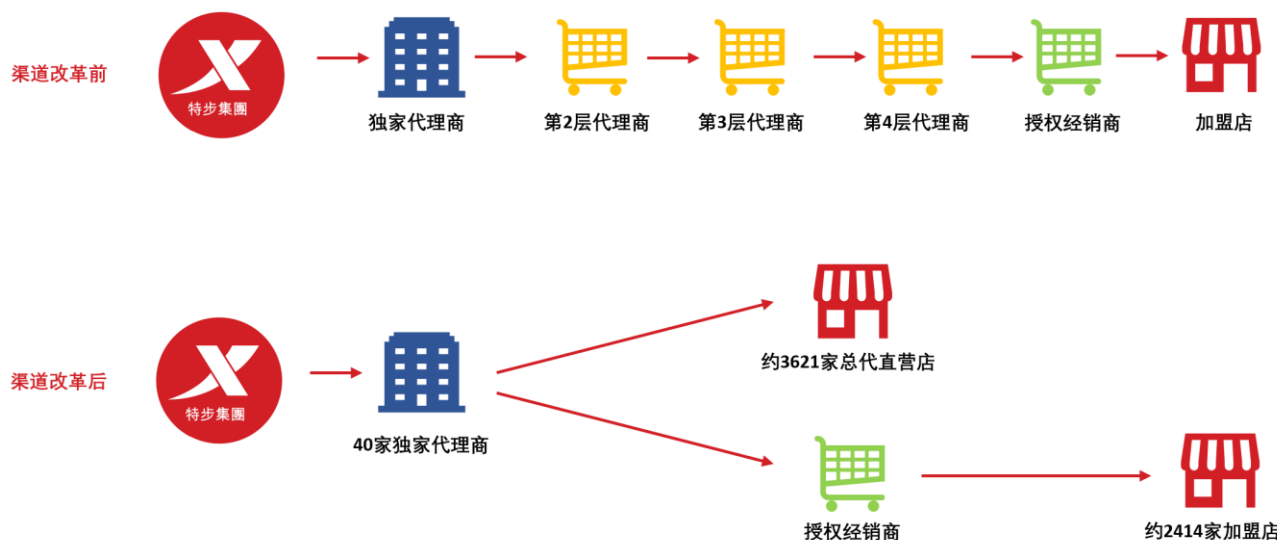 渠道改革前
特步集團
独家代理商
第2层代理商
第3层代理商
第4层代理商
授权经销商
加盟店
渠道改革后
特步集團
40家独家代理商
约3621家总代直营店
授权经销商
约2414家加盟店